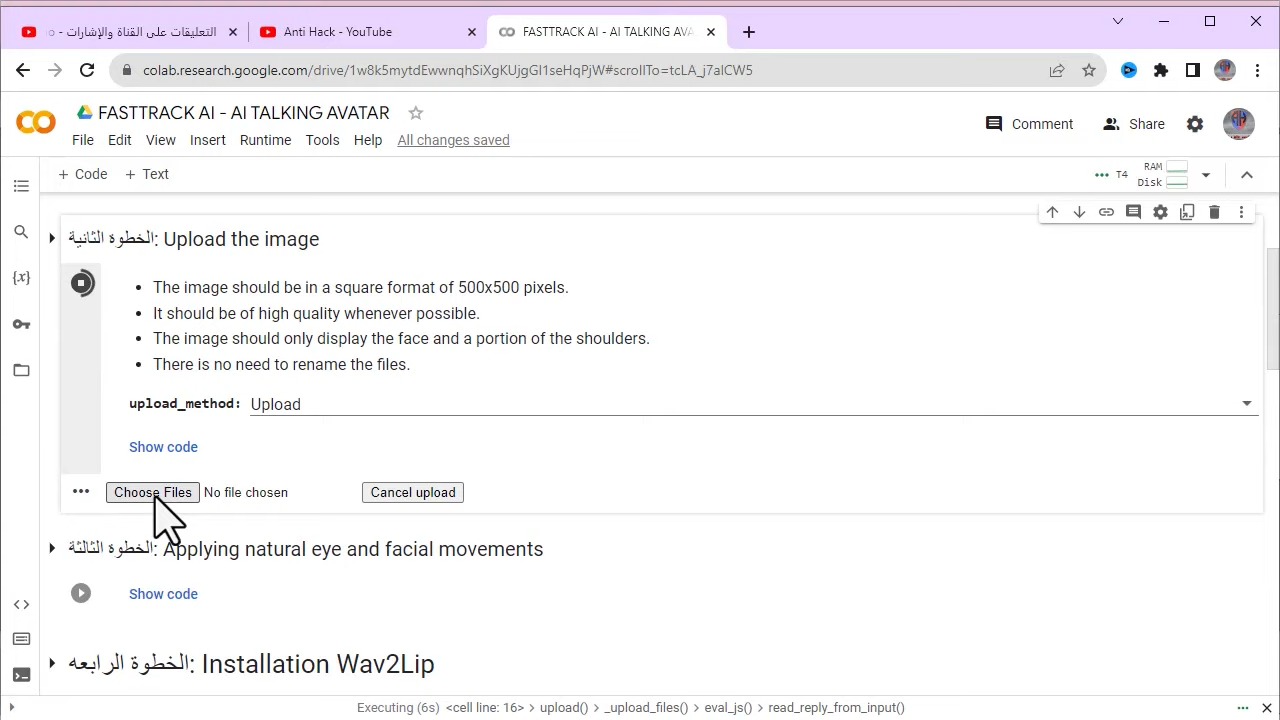 التعليقات على القناة والإشارات - ٥
Anti Hack - YouTube
FASTTRACK AI - AI TALKING AVA
colab.research.google.com/drive/1w8k5mytdEwwnqhSiXgKUjgGI1seHqPjW#scrollTo=tcLA_j7alCW5
FASTTRACK AI - AI TALKING AVATAR
File Edit View Insert Runtime Tools Help All changes saved
Comment Share
+ Code + Text
T4 RAM Disk
الخطوة الثانية: Upload the image
• The image should be in a square format of 500x500 pixels.
• It should be of high quality whenever possible.
• The image should only display the face and a portion of the shoulders.
• There is no need to rename the files.
upload_method: Upload
Show code
Choose Files No file chosen Cancel upload
الخطوة الثالثة: Applying natural eye and facial movements
Show code
الخطوة الرابعه: Installation Wav2Lip
Executing (6s) <cell line: 16> > upload() > _upload_files() > eval_js() > read_reply_from_input()